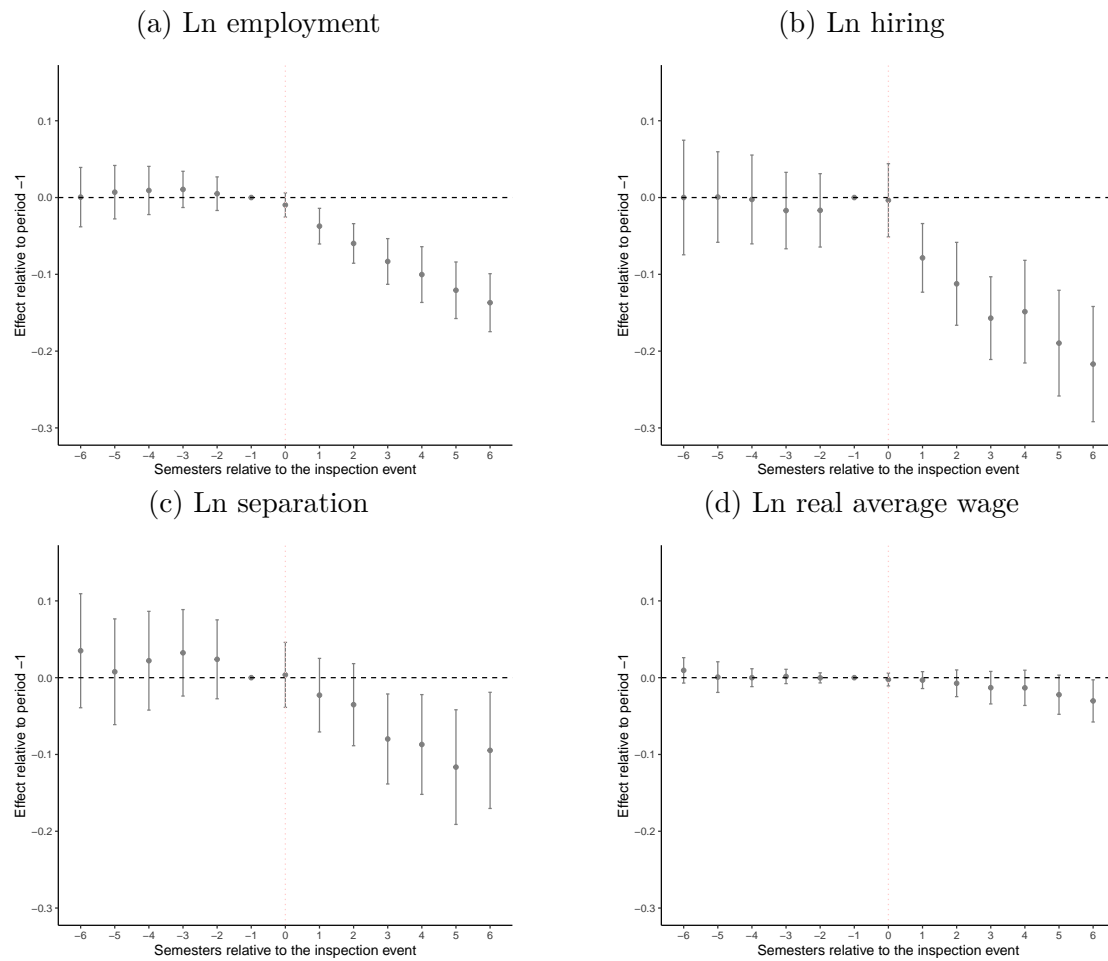 (a) Ln employment
0.1
0.0
−0.1
−0.2
−0.3
Effect relative to period −1
−6 −5 −4 −3 −2 −1 0 1 2 3 4 5 6
Semesters relative to the inspection event
(b) Ln hiring
0.1
0.0
−0.1
−0.2
−0.3
Effect relative to period −1
−6 −5 −4 −3 −2 −1 0 1 2 3 4 5 6
Semesters relative to the inspection event
(c) Ln separation
0.1
0.0
−0.1
−0.2
−0.3
Effect relative to period −1
−6 −5 −4 −3 −2 −1 0 1 2 3 4 5 6
Semesters relative to the inspection event
(d) Ln real average wage
0.1
0.0
−0.1
−0.2
−0.3
Effect relative to period −1
−6 −5 −4 −3 −2 −1 0 1 2 3 4 5 6
Semesters relative to the inspection event